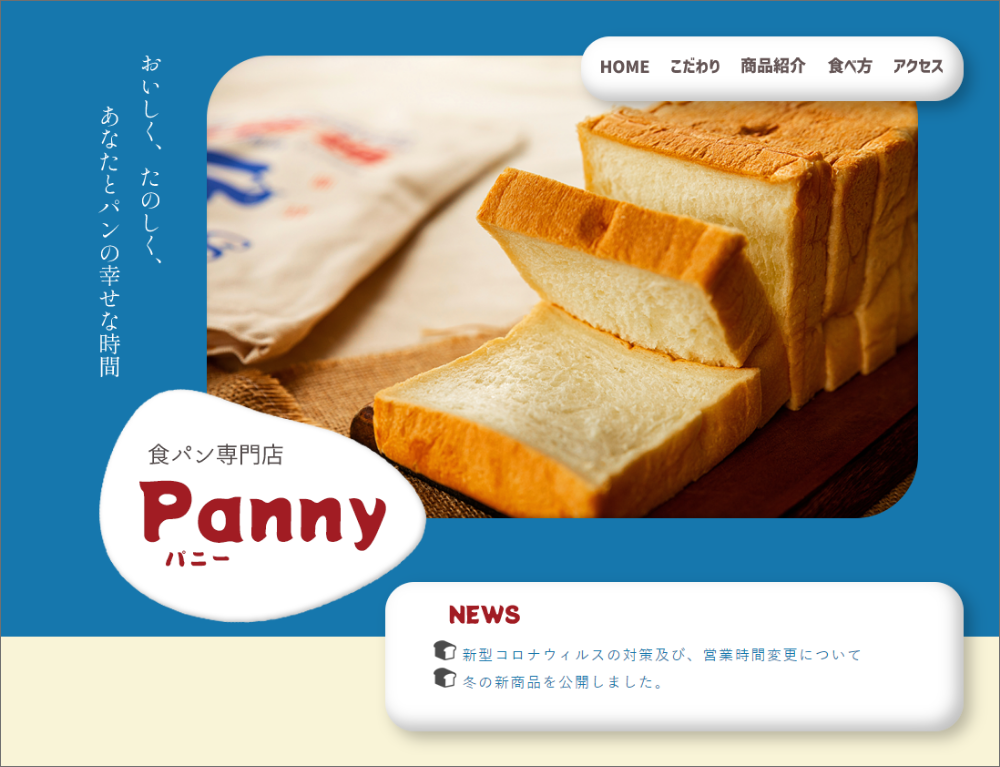 HOME こだわり 商品紹介 食べ方 アクセス
おいしく、たのしく、
あなたとパンの幸せな時間
食パン専門店
Panny
パニー
NEWS
新型コロナウィルスの対策及び、営業時間変更について
冬の新商品を公開しました。